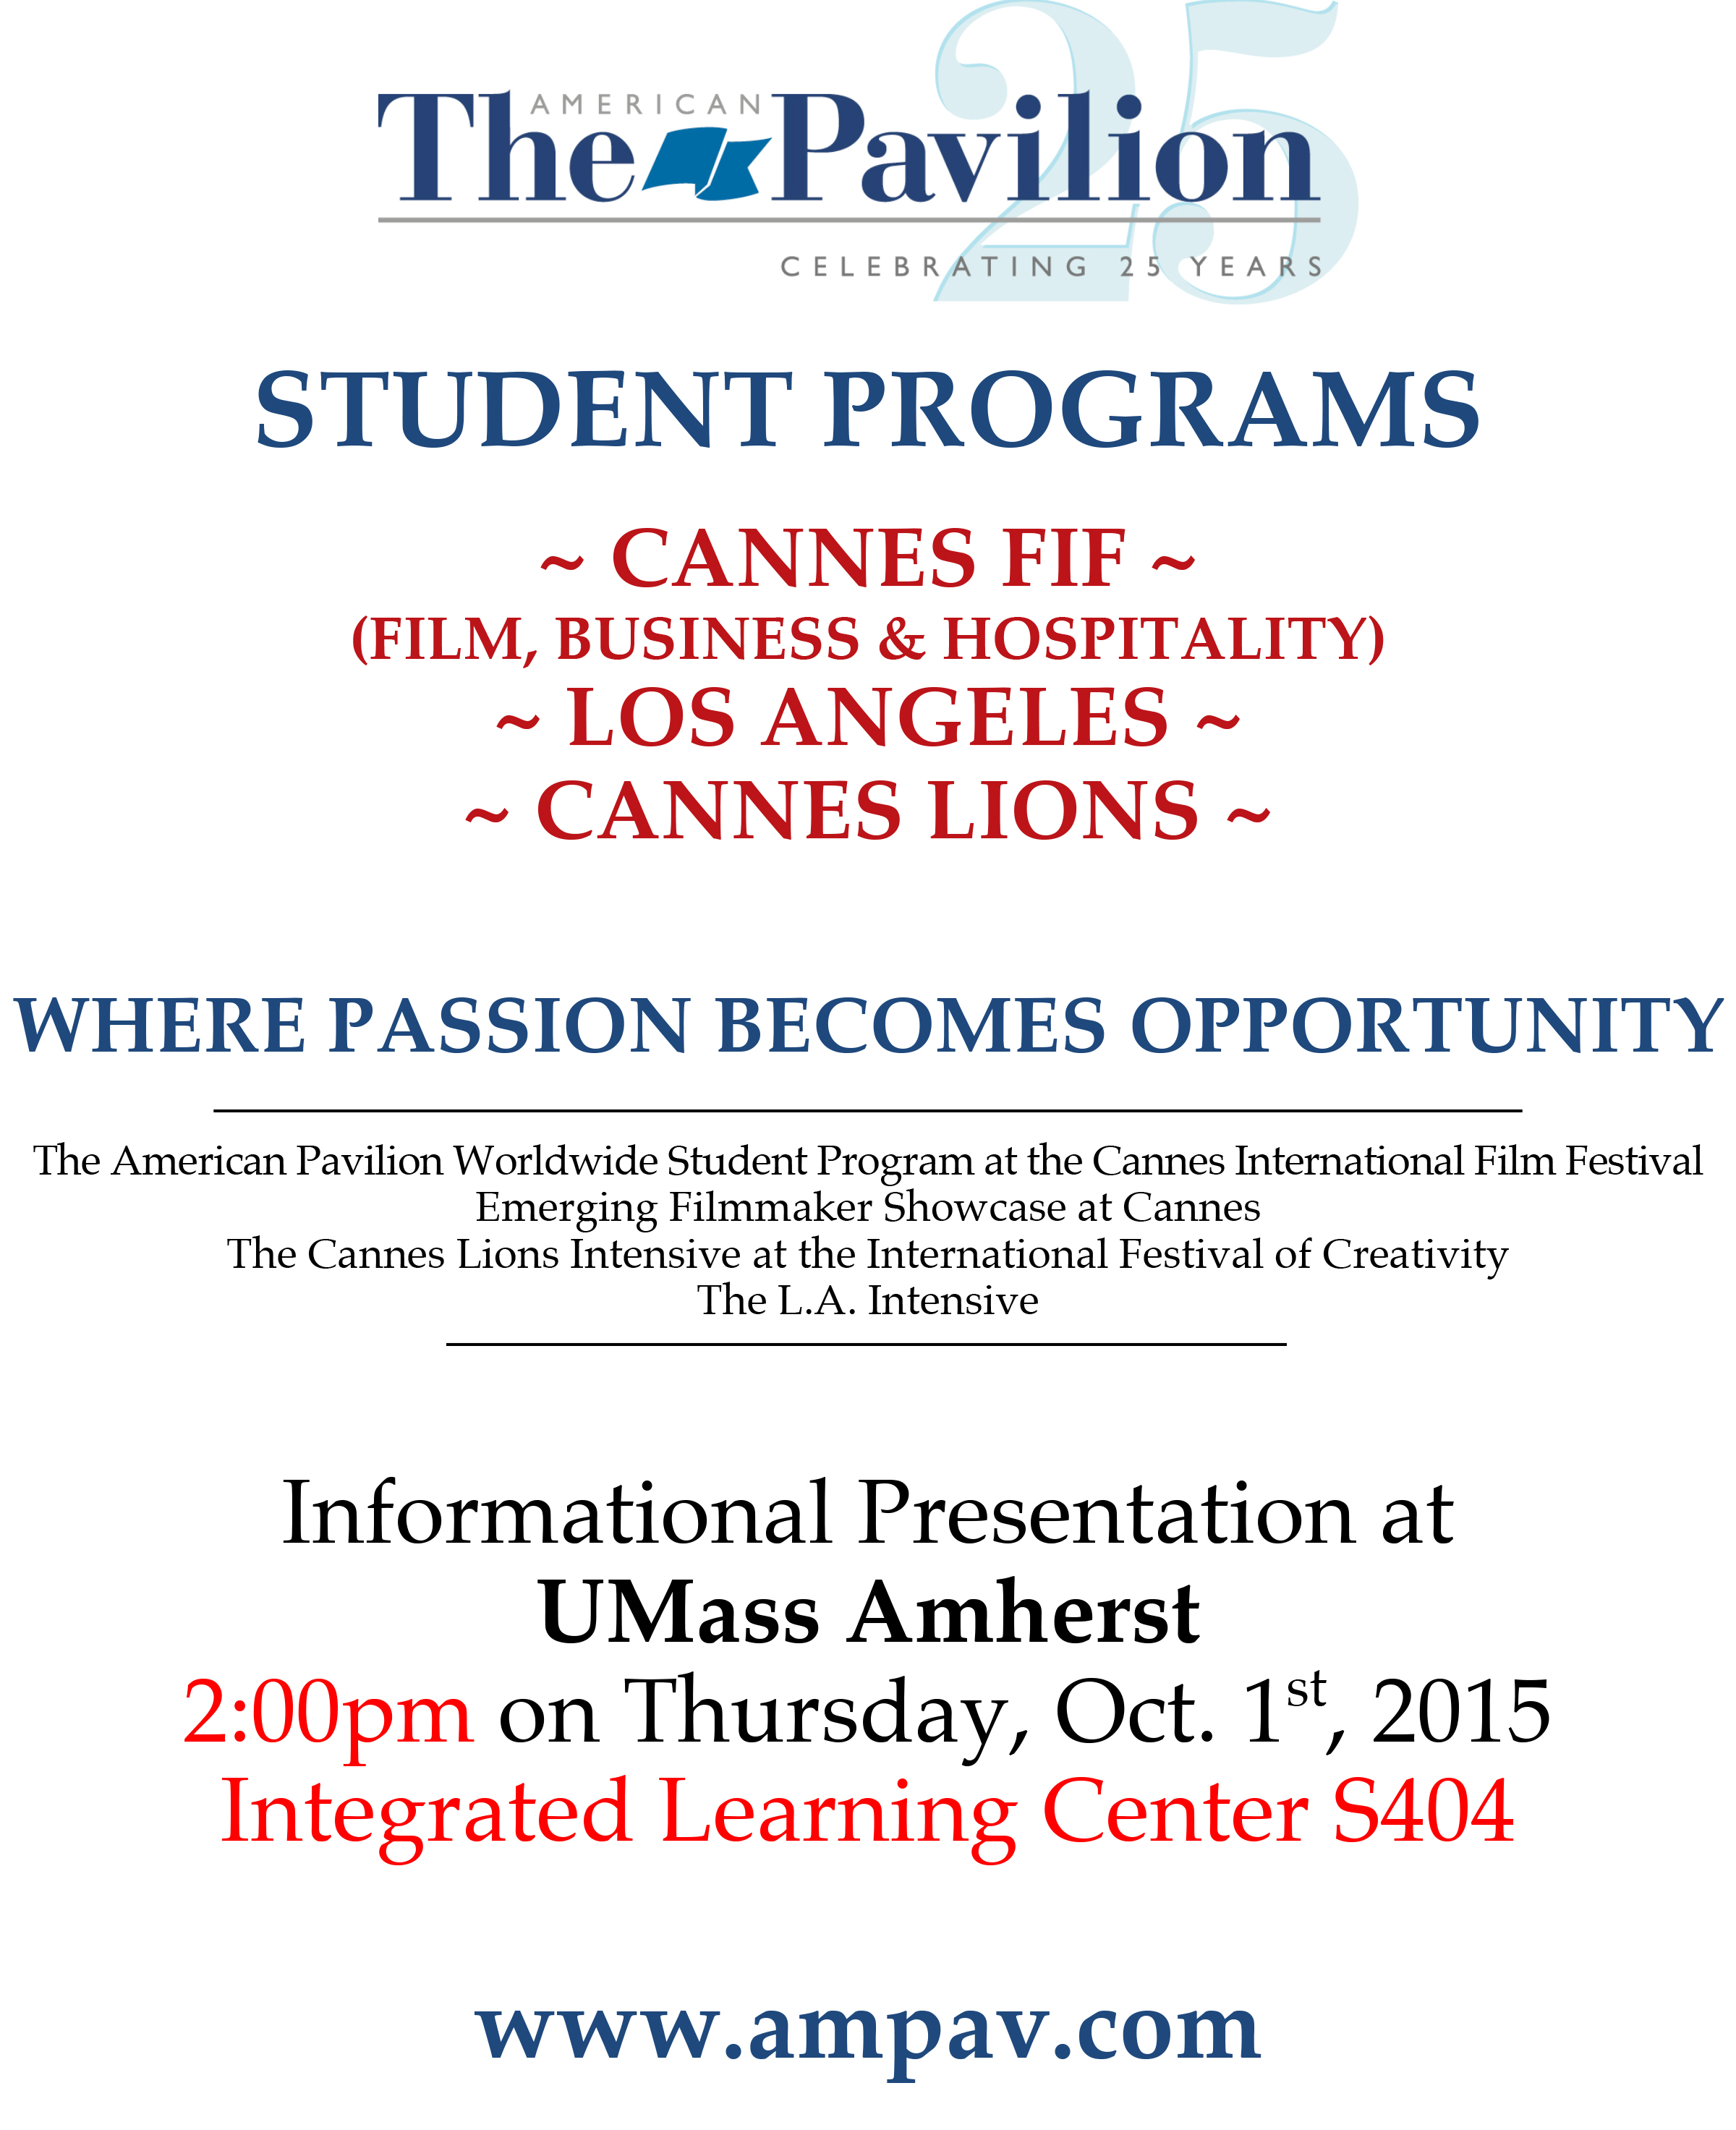 25
AMERICAN
The Pavilion
CELEBRATING 25 YEARS
STUDENT PROGRAMS
~ CANNES FIF ~
(FILM, BUSINESS & HOSPITALITY)
~ LOS ANGELES ~
~ CANNES LIONS ~
WHERE PASSION BECOMES OPPORTUNITY
The American Pavilion Worldwide Student Program at the Cannes International Film Festival
Emerging Filmmaker Showcase at Cannes
The Cannes Lions Intensive at the International Festival of Creativity
The L.A. Intensive
Informational Presentation at
UMass Amherst
2:00pm on Thursday, Oct. 1st, 2015
Integrated Learning Center S404
www.ampav.com